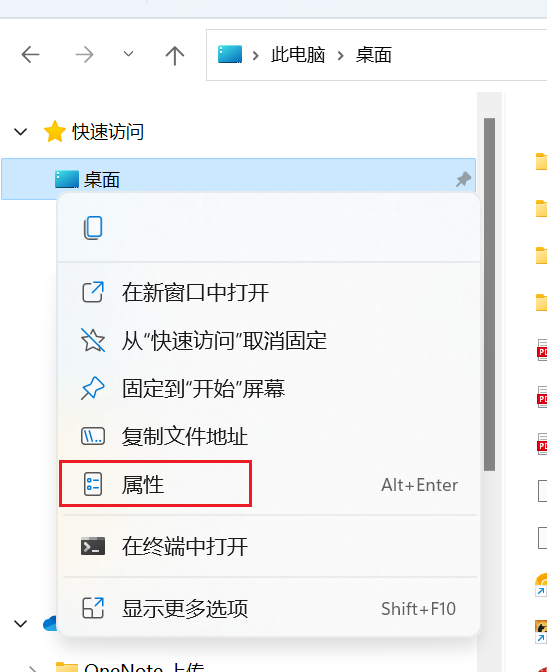 此电脑 › 桌面
快速访问
桌面
在新窗口中打开
从“快速访问”取消固定
固定到“开始”屏幕
复制文件地址
属性 Alt+Enter
在终端中打开
显示更多选项 Shift+F10
OneNote 上传